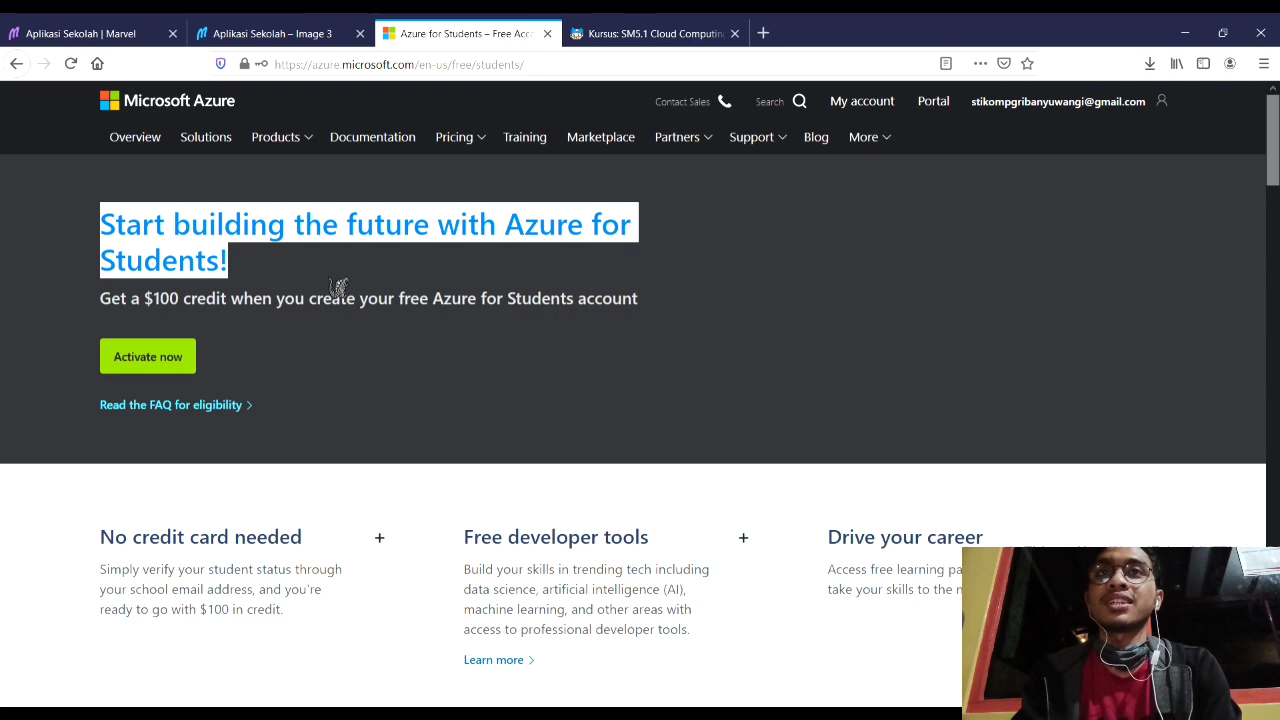 Aplikasi Sekolah | Marvel
Aplikasi Sekolah – Image 3
Azure for Students – Free Acc
Kursus: SM5.1 Cloud Computin
https://azure.microsoft.com/en-us/free/students/
Microsoft Azure
Contact Sales
Search
My account
Portal
stikompgribanyuwangi@gmail.com
Overview
Solutions
Products
Documentation
Pricing
Training
Marketplace
Partners
Support
Blog
More
Start building the future with Azure for
Students!
Get a $100 credit when you create your free Azure for Students account
Activate now
Read the FAQ for eligibility
No credit card needed
Simply verify your student status through
your school email address, and you're
ready to go with $100 in credit.
Free developer tools
Build your skills in trending tech including
data science, artificial intelligence (AI),
machine learning, and other areas with
access to professional developer tools.
Learn more
Drive your career
Access free learning pa
take your skills to the n